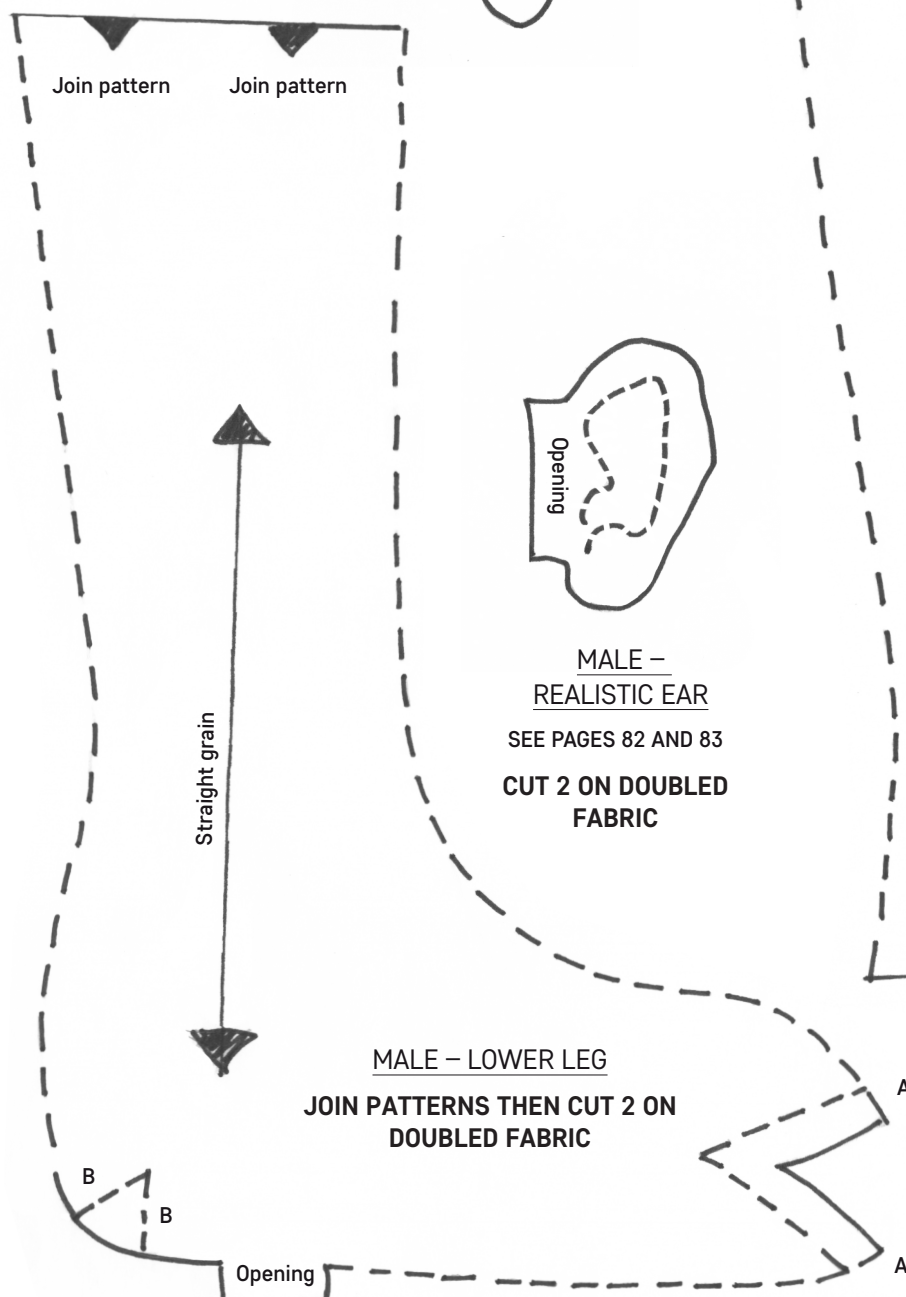 Join pattern
Join pattern
Opening
Straight grain
MALE –
REALISTIC EAR
SEE PAGES 82 AND 83
CUT 2 ON DOUBLED
FABRIC
MALE – LOWER LEG
JOIN PATTERNS THEN CUT 2 ON
DOUBLED FABRIC
A
B
B
A
Opening